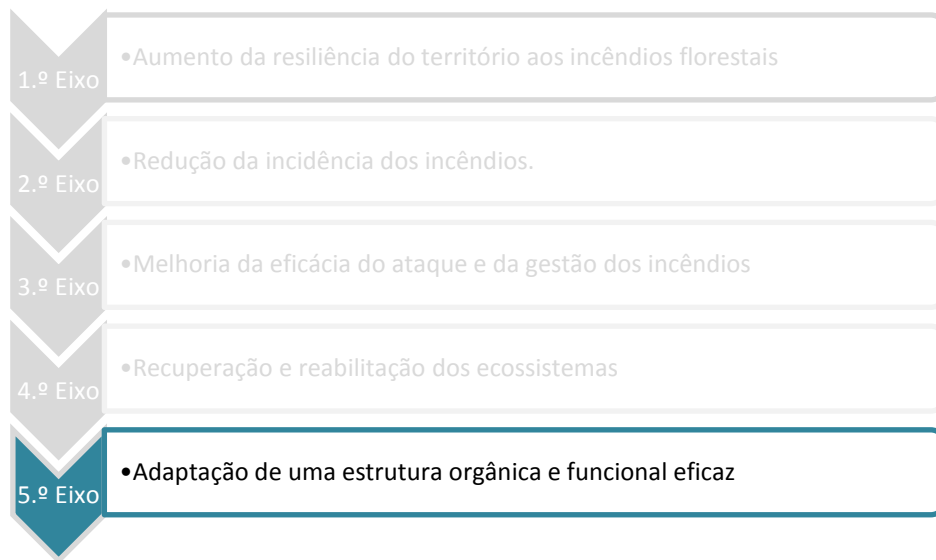 1.º Eixo
•Aumento da resiliência do território aos incêndios florestais
2.º Eixo
•Redução da incidência dos incêndios.
3.º Eixo
•Melhoria da eficácia do ataque e da gestão dos incêndios
4.º Eixo
•Recuperação e reabilitação dos ecossistemas
5.º Eixo
•Adaptação de uma estrutura orgânica e funcional eficaz